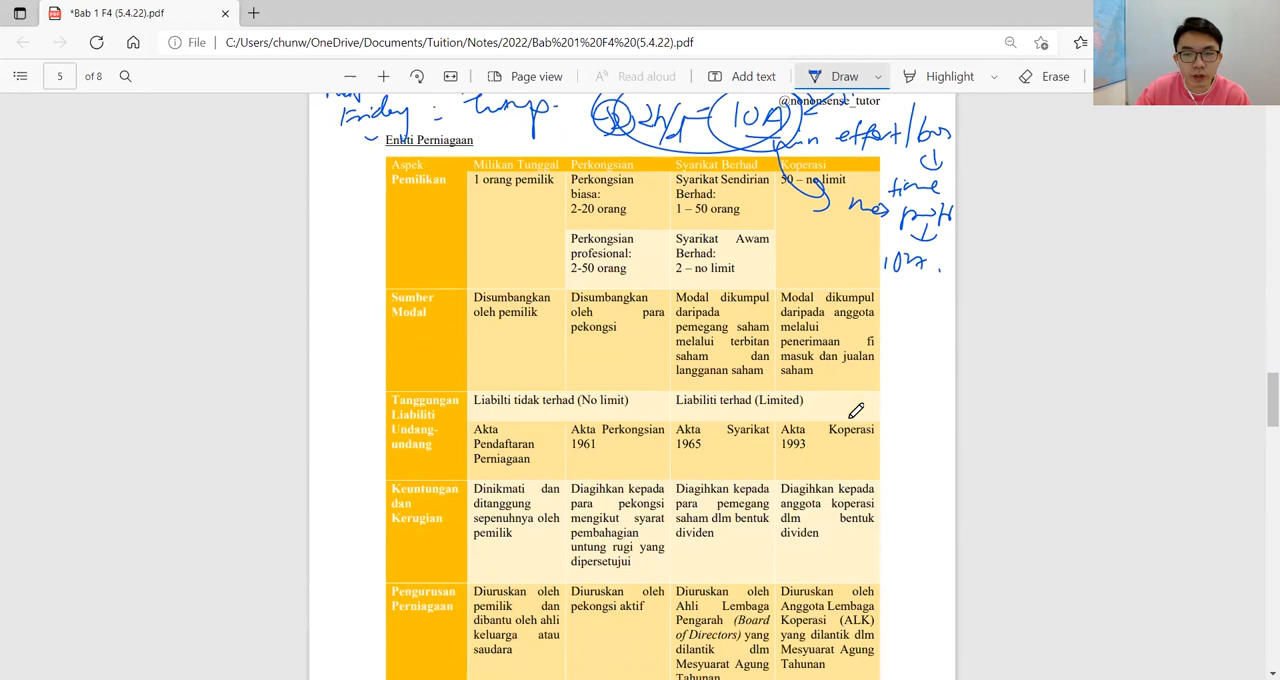 *Bab 1 F4 (5.4.22).pdf
File C:/Users/chunw/OneDrive/Documents/Tuition/Notes/2022/Bab%201%20F4%20(5.4.22).pdf
5 of 8
Page view
Read aloud
Add text
Draw
Highlight
Erase
@nononsense_tutor
Friday :
effort / bus
time
Entiti Perniagaan
Aspek Milikan Tunggal Perkongsian Syarikat Berhad Koperasi
Pemilikan
1 orang pemilik
Perkongsian
biasa:
2-20 orang
Perkongsian
profesional:
2-50 orang
Syarikat Sendirian
Berhad:
1 – 50 orang
Syarikat Awam
Berhad:
2 – no limit
50 – no limit
Sumber
Modal
Disumbangkan
oleh pemilik
Disumbangkan
oleh para
pekongsi
Modal dikumpul
daripada
pemegang saham
melalui terbitan
saham dan
langganan saham
Modal dikumpul
daripada anggota
melalui
penerimaan fi
masuk dan jualan
saham
Tanggungan
Liabiliti
Liabilti tidak terhad (No limit)
Liabiliti terhad (Limited)
Undang-
undang
Akta
Pendaftaran
Perniagaan
Akta Perkongsian
1961
Akta Syarikat
1965
Akta Koperasi
1993
Keuntungan
dan
Kerugian
Dinikmati dan
ditanggung
sepenuhnya oleh
pemilik
Diagihkan kepada
para pekongsi
mengikut syarat
pembahagian
untung rugi yang
dipersetujui
Diagihkan kepada
para pemegang
saham dlm bentuk
dividen
Diagihkan kepada
anggota koperasi
dlm bentuk
dividen
Pengurusan
Perniagaan
Diuruskan oleh
pemilik dan
dibantu oleh ahli
keluarga atau
saudara
Diuruskan oleh
pekongsi aktif
Diuruskan oleh
Ahli Lembaga
Pengarah (Board
of Directors) yang
dilantik dlm
Mesyuarat Agung
Tahunan
Diuruskan oleh
Anggota Lembaga
Koperasi (ALK)
yang dilantik dlm
Mesyuarat Agung
Tahunan